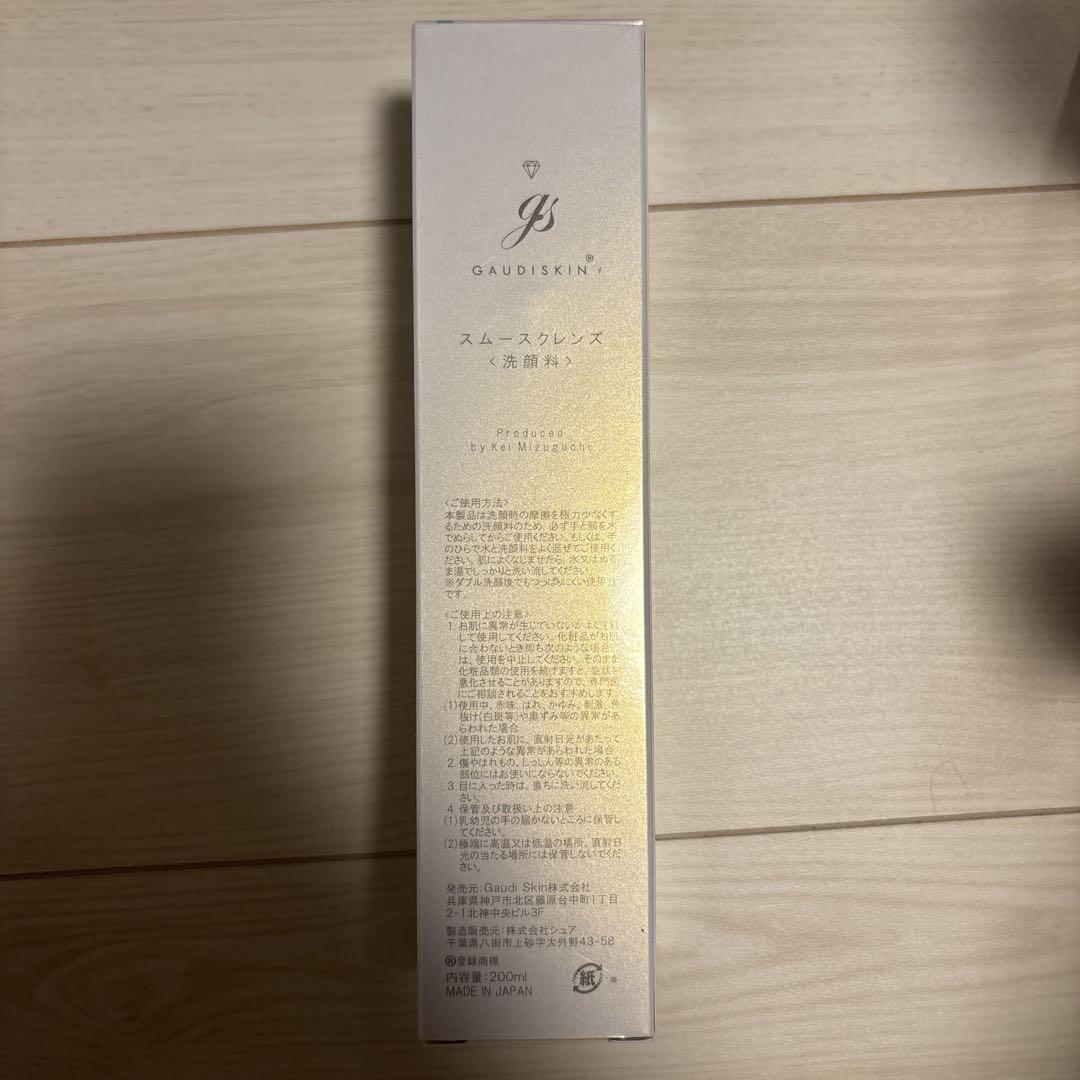 gs
GAUDISKIN®
スムースクレンズ
<洗顔料>
Produced
by Kei Mizuguchi
<ご使用方法>
本製品は洗顔時の摩擦を極力少なくす
るための洗顔料のため、必ず手と顔を水
でぬらしてからご使用ください。もしくは、手
のひらで水と洗顔料をよく混ぜてご使用く
ださい。肌によくなじませたら、水又はぬる
ま湯でしっかりと洗い流してください。
※ダブル洗顔後でもつっぱりにくい使用感
です。
<ご使用上の注意>
1. お肌に異常が生じていないかよく注意
して使用してください。化粧品がお肌
に合わないとき即ち次のような場合に
は、使用を中止してください。そのまま
化粧品類の使用を続けますと、症状を
悪化させることがありますので、専門医
にご相談されることをおすすめします。
(1)使用中、赤味、はれ、かゆみ、刺激、色
抜け(白斑等)や黒ずみ等の異常があ
らわれた場合
(2)使用したお肌に、直射日光があたって
上記のような異常があらわれた場合
2. 傷やはれもの、しっしん等の異常のある
部位にはお使いにならないでください。
3. 目に入った時は、直ちに洗い流してくだ
さい。
4. 保管及び取扱い上の注意
(1)乳幼児の手の届かないところに保管し
てください。
(2)極端に高温又は低温の場所、直射日
光の当たる場所には保管しないでくだ
さい。
発売元:Gaudi Skin株式会社
兵庫県神戸市北区藤原台中町1丁目
2-1北神中央ビル3F
製造販売元:株式会社シュア
千葉県八街市上砂字大外野43-58
®登録商標
内容量:200ml
MADE IN JAPAN
紙